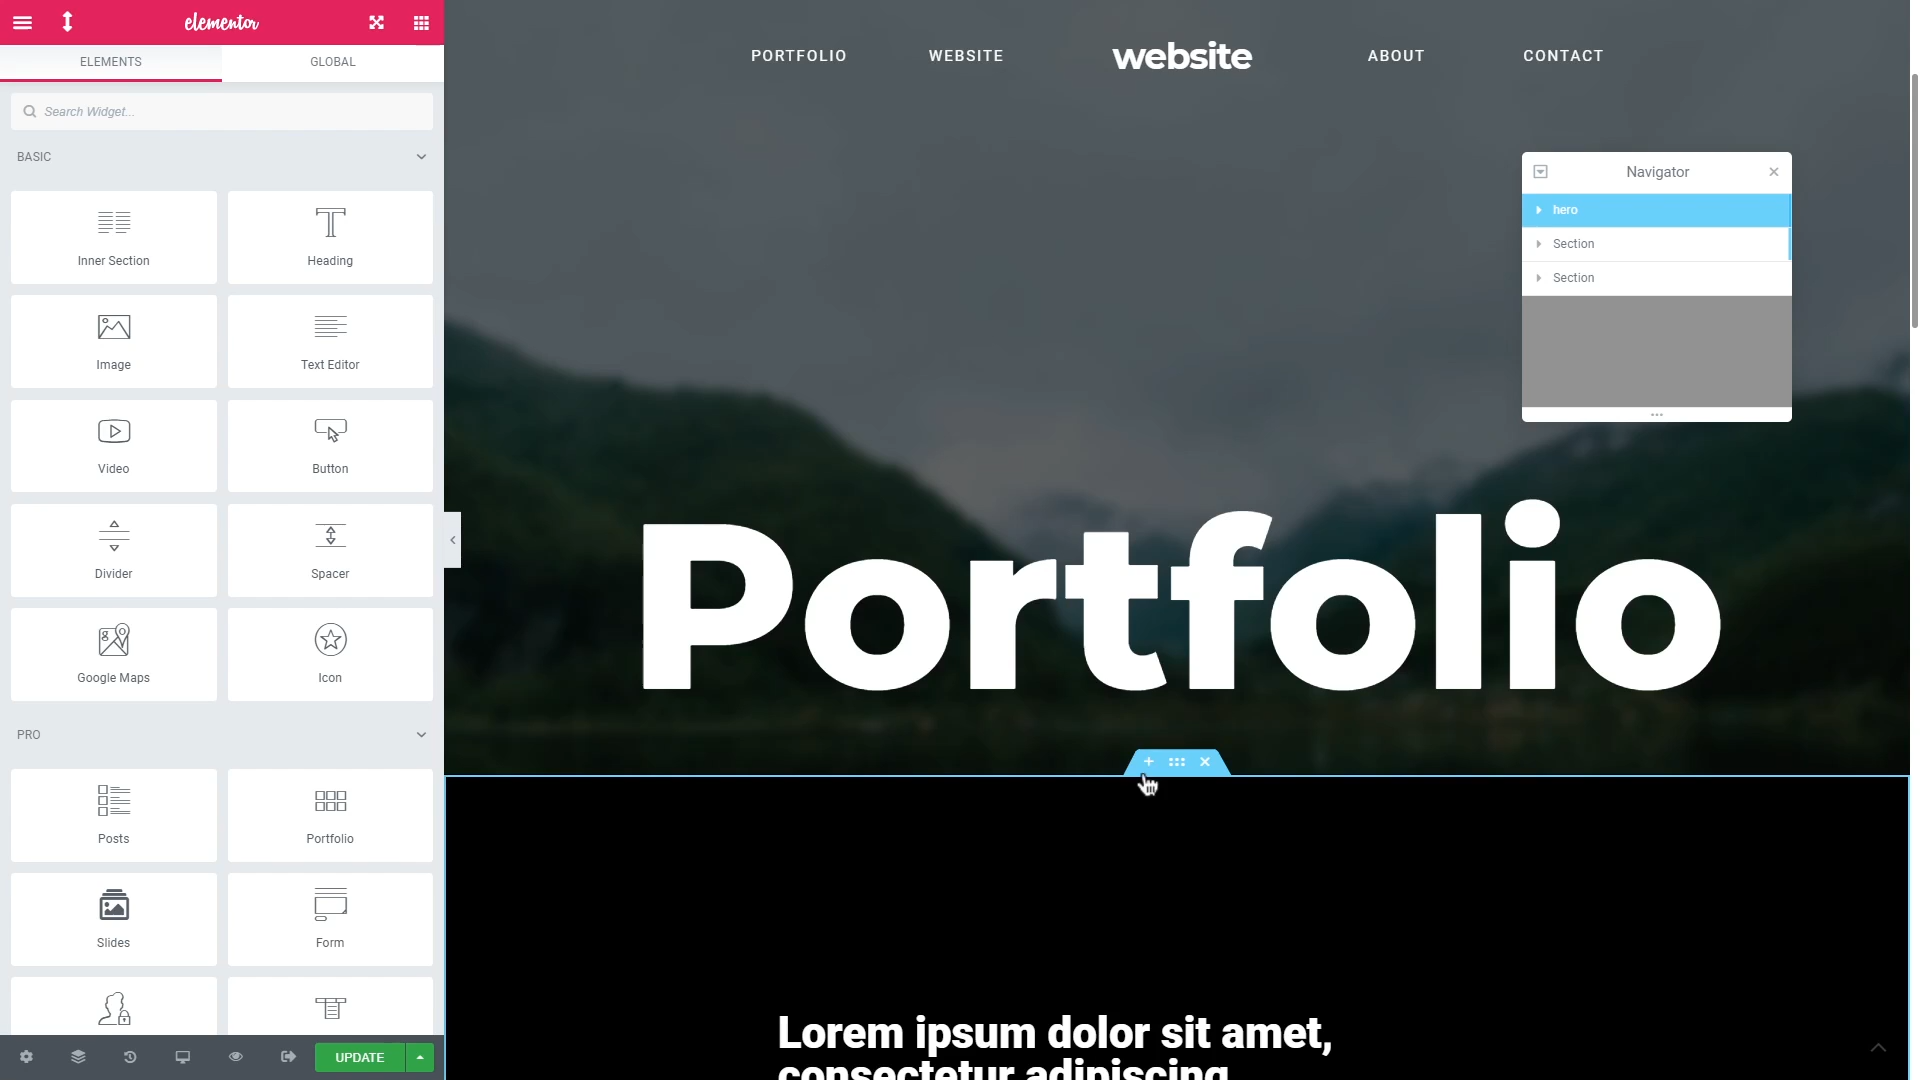 elementor
ELEMENTS
GLOBAL
Search Widget...
BASIC
Inner Section
Heading
Image
Text Editor
Video
Button
Divider
Spacer
Google Maps
Icon
PRO
Posts
Portfolio
Slides
Form
UPDATE
PORTFOLIO
WEBSITE
website
ABOUT
CONTACT
Navigator
hero
Section
Section
Portfolio
Lorem ipsum dolor sit amet,
consectetur adipiscing